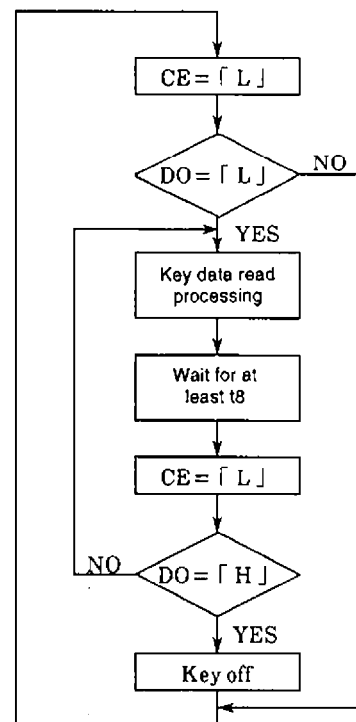 CE=「L」
DO=「L」
NO
YES
Key data read
processing
Wait for at
least t8
CE=「L」
DO=「H」
NO
YES
Key off